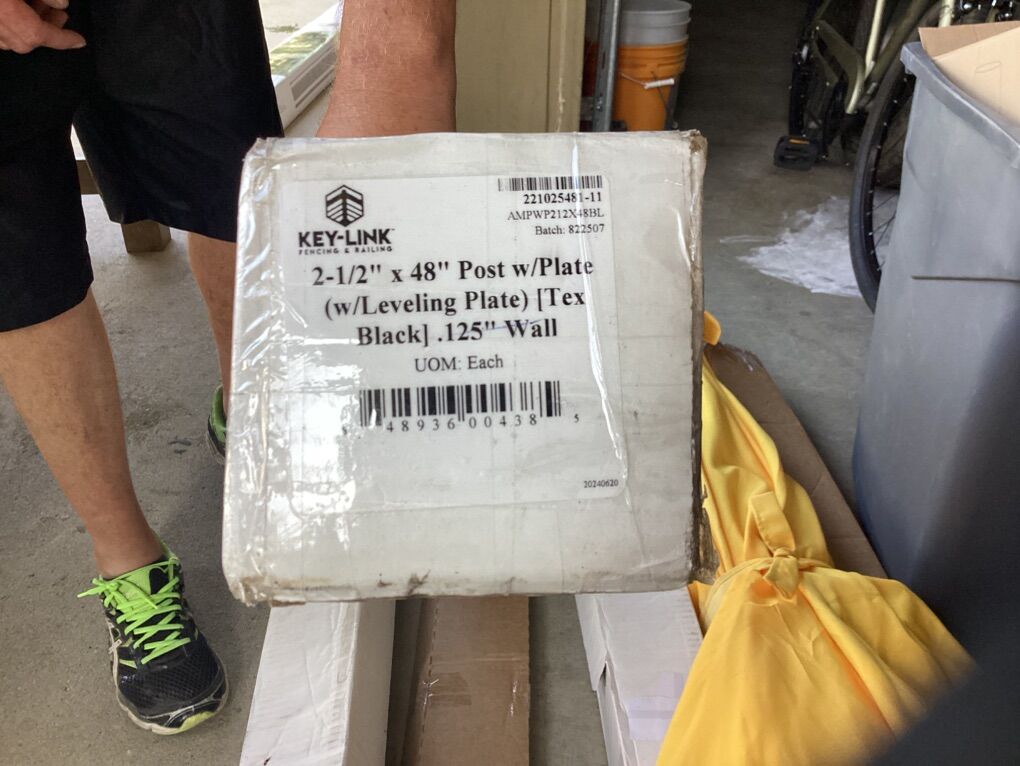 221025481-11
AMPWP212X48BL
Batch: 822507
KEY-LINK
FENCING & RAILING
2-1/2" x 48" Post w/Plate
(w/Leveling Plate) [Tex
Black] .125" Wall
UOM: Each
48936 00438 5
20240620